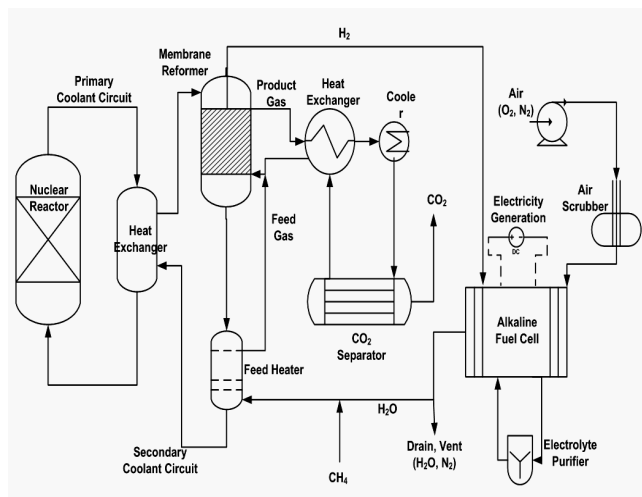 H2
Membrane
Reformer
Primary
Coolant Circuit
Product
Gas
Heat
Exchanger
Coole
r
Air
(O2, N2)
Nuclear
Reactor
Heat
Exchanger
Feed
Gas
CO2
Electricity
Generation
DC
Air
Scrubber
CO2
Separator
Alkaline
Fuel Cell
Feed Heater
H2O
Secondary
Coolant Circuit
CH4
Drain, Vent
(H2O, N2)
Electrolyte
Purifier